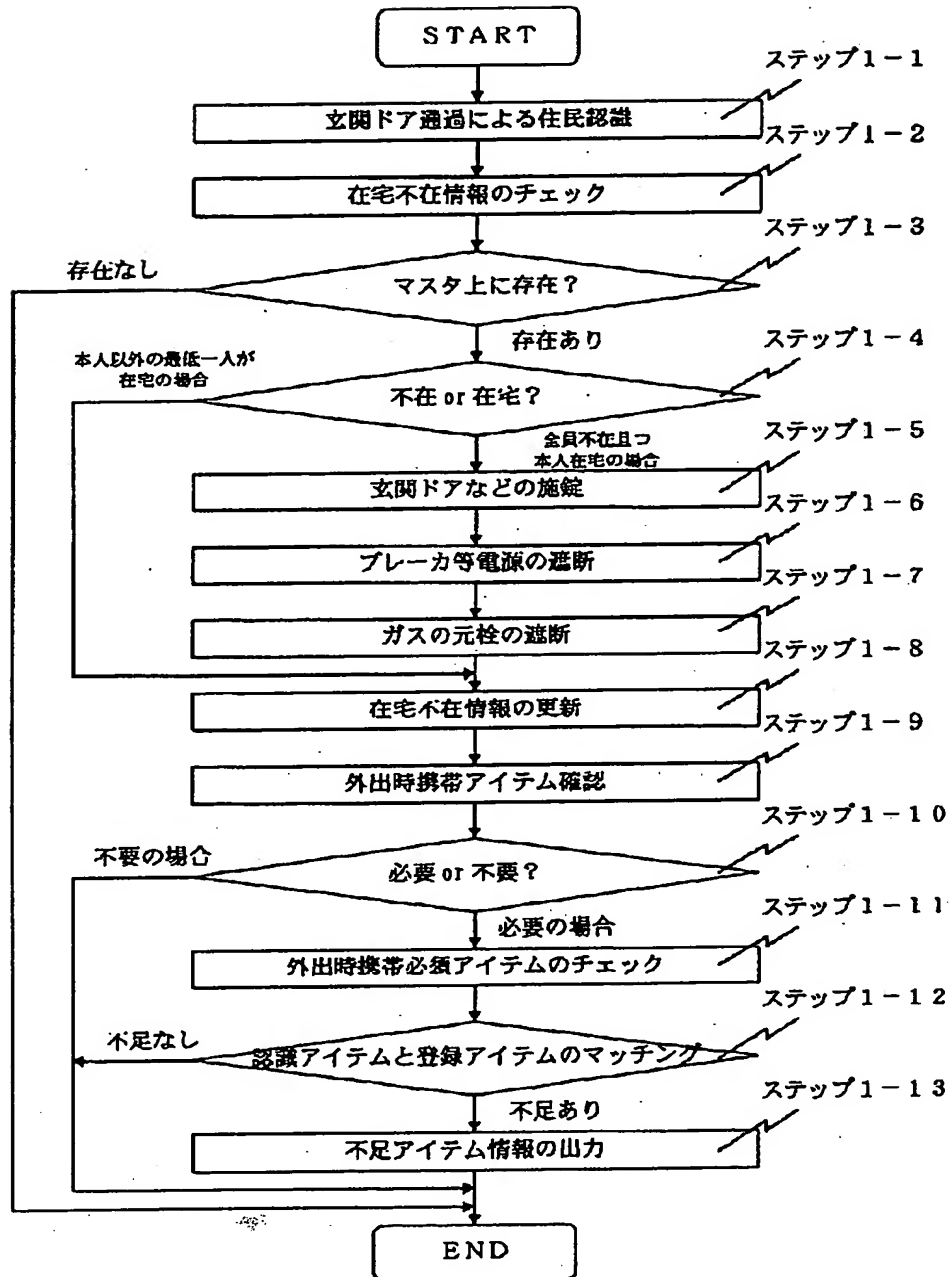 START
ステップ1-1
玄関ドア通過による住民認識
ステップ1-2
在宅不在情報のチェック
ステップ1-3
存在なし
マスタ上に存在？
存在あり
ステップ1-4
本人以外の最低一人が
在宅の場合
不在 or 在宅？
全員不在且つ
本人在宅の場合
ステップ1-5
玄関ドアなどの施錠
ステップ1-6
ブレーカ等電源の遮断
ステップ1-7
ガスの元栓の遮断
ステップ1-8
在宅不在情報の更新
ステップ1-9
外出時携帯アイテム確認
ステップ1-10
不要の場合
必要 or 不要？
必要の場合
ステップ1-11
外出時携帯必須アイテムのチェック
ステップ1-12
不足なし
認識アイテムと登録アイテムのマッチング
不足あり
ステップ1-13
不足アイテム情報の出力
END